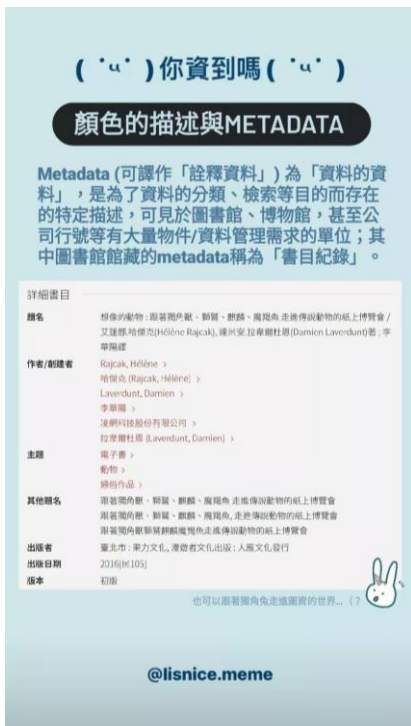 ( ˙꒳˙ )你資到嗎( ˙꒳˙ )
顏色的描述與METADATA
Metadata (可譯作「詮釋資料」) 為「資料的資
料」，是為了資料的分類、檢索等目的而存在
的特定描述，可見於圖書館、博物館，甚至公
司行號等有大量物件/資料管理需求的單位；其
中圖書館館藏的metadata稱為「書目紀錄」。
詳細書目
題名 想像的動物 : 跟著獨角獸、獅鷲、麒麟、魔羯魚 走進傳說動物的紙上博覽會 /
艾蓮娜.哈傑克(Hélène Rajcak), 達米安.拉韋爾杜恩(Damien Laverdunt)著 ; 李
華陽譯
作者/創建者 Rajcak, Hélène >
哈傑克 (Rajcak, Hélène) >
Laverdunt, Damien >
李華陽 >
凌網科技股份有限公司 >
拉韋爾杜恩 (Laverdunt, Damien) >
主題 電子書 >
動物 >
通俗作品 >
其他題名 跟著獨角獸、獅鷲、麒麟、魔羯魚 走進傳說動物的紙上博覽會
跟著獨角獸、獅鷲、麒麟、魔羯魚, 走進傳說動物的紙上博覽會
跟著獨角獸獅鷲麒麟魔羯魚走進傳說動物的紙上博覽會
出版者 臺北市 : 果力文化, 漫遊者文化出版 : 大雁文化發行
出版日期 2016[民105]
版本 初版
也可以跟著獨角兔走進圖資的世界...（？
@lisnice.meme